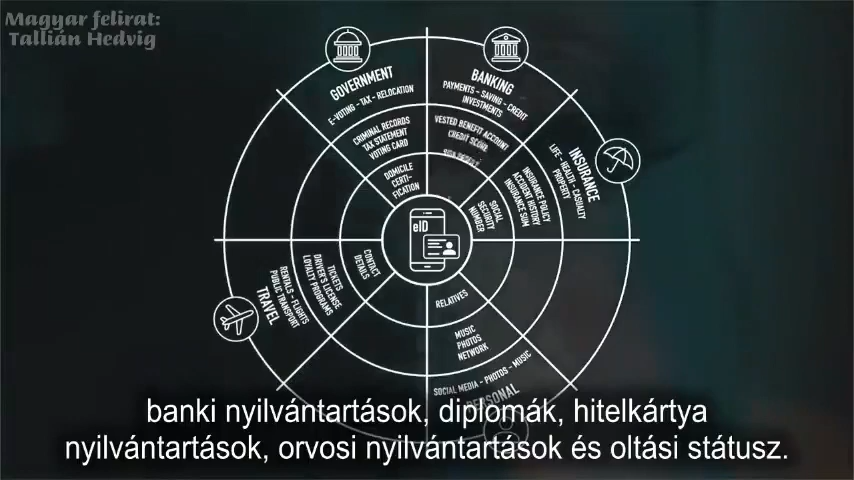 Magyar felirat:
Tallián Hedvig
GOVERNMENT
E-VOTING - TAX - RELOCATION
CRIMINAL RECORDS
TAX STATEMENT
VOTING CARD
DOMICILE
CERTI-
FICATION
BANKING
PAYMENTS - SAVING - CREDIT
INVESTMENTS
VESTED BENEFIT ACCOUNT
CREDIT SCORE
INSURANCE
LIFE - HEALTH - CASUALTY
PROPERTY
INSURANCE POLICY
ACCIDENT HISTORY
INSURANCE SUM
SOCIAL
SECURITY
NUMBER
eID
CONTACT
DETAILS
TICKETS
DRIVER'S LICENSE
LOYALTY PROGRAMS
RENTALS - FLIGHTS
PUBLIC TRANSPORT
TRAVEL
RELATIVES
MUSIC
PHOTOS
NETWORK
SOCIAL MEDIA - PHOTOS - MUSIC
PERSONAL
banki nyilvántartások, diplomák, hitelkártya
nyilvántartások, orvosi nyilvántartások és oltási státusz.